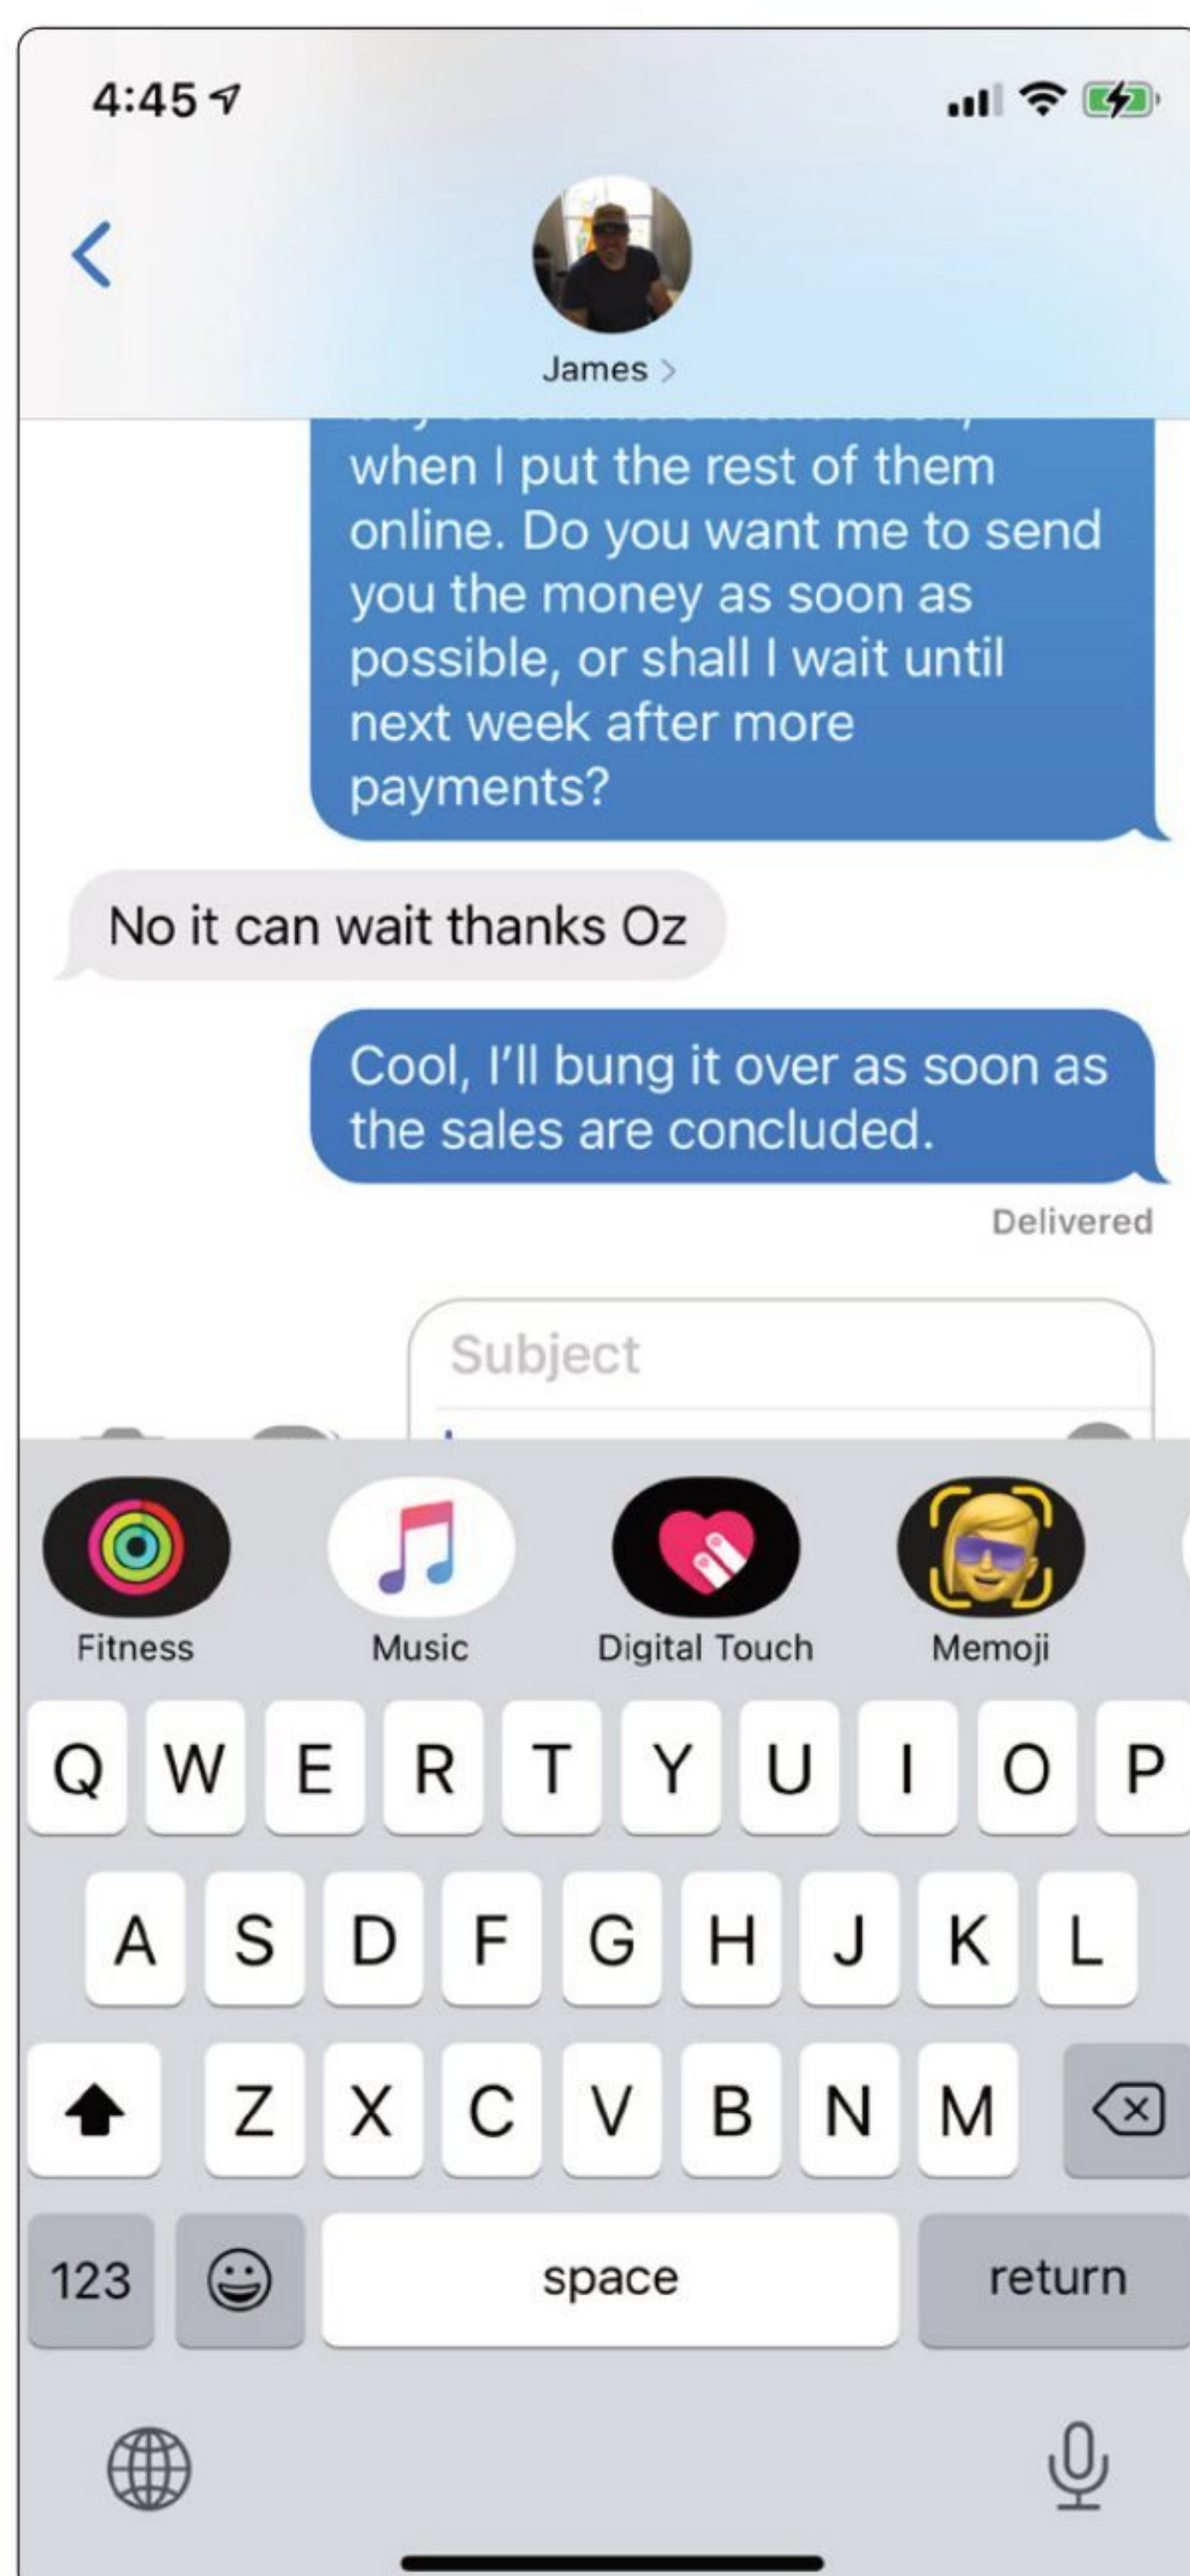 4:45
James
when I put the rest of them
online. Do you want me to send
you the money as soon as
possible, or shall I wait until
next week after more
payments?
No it can wait thanks Oz
Cool, I'll bung it over as soon as
the sales are concluded.
Delivered
Subject
Fitness Music Digital Touch Memoji
Q W E R T Y U I O P
A S D F G H J K L
Z X C V B N M
123 space return